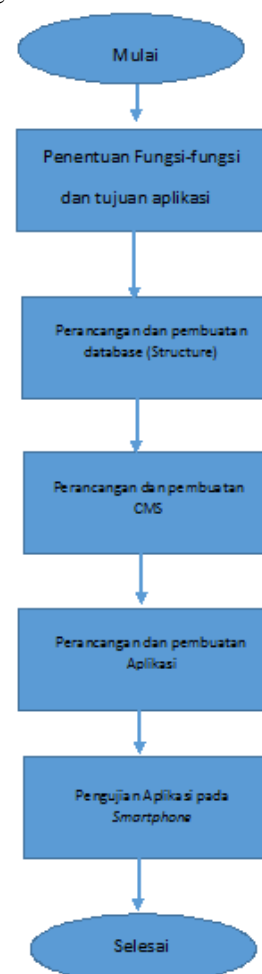 Mulai
Penentuan Fungsi-fungsi
dan tujuan aplikasi
Perancangan dan pembuatan
database (Structure)
Perancangan dan pembuatan
CMS
Perancangan dan pembuatan
Aplikasi
Pengujian Aplikasi pada
Smartphone
Selesai